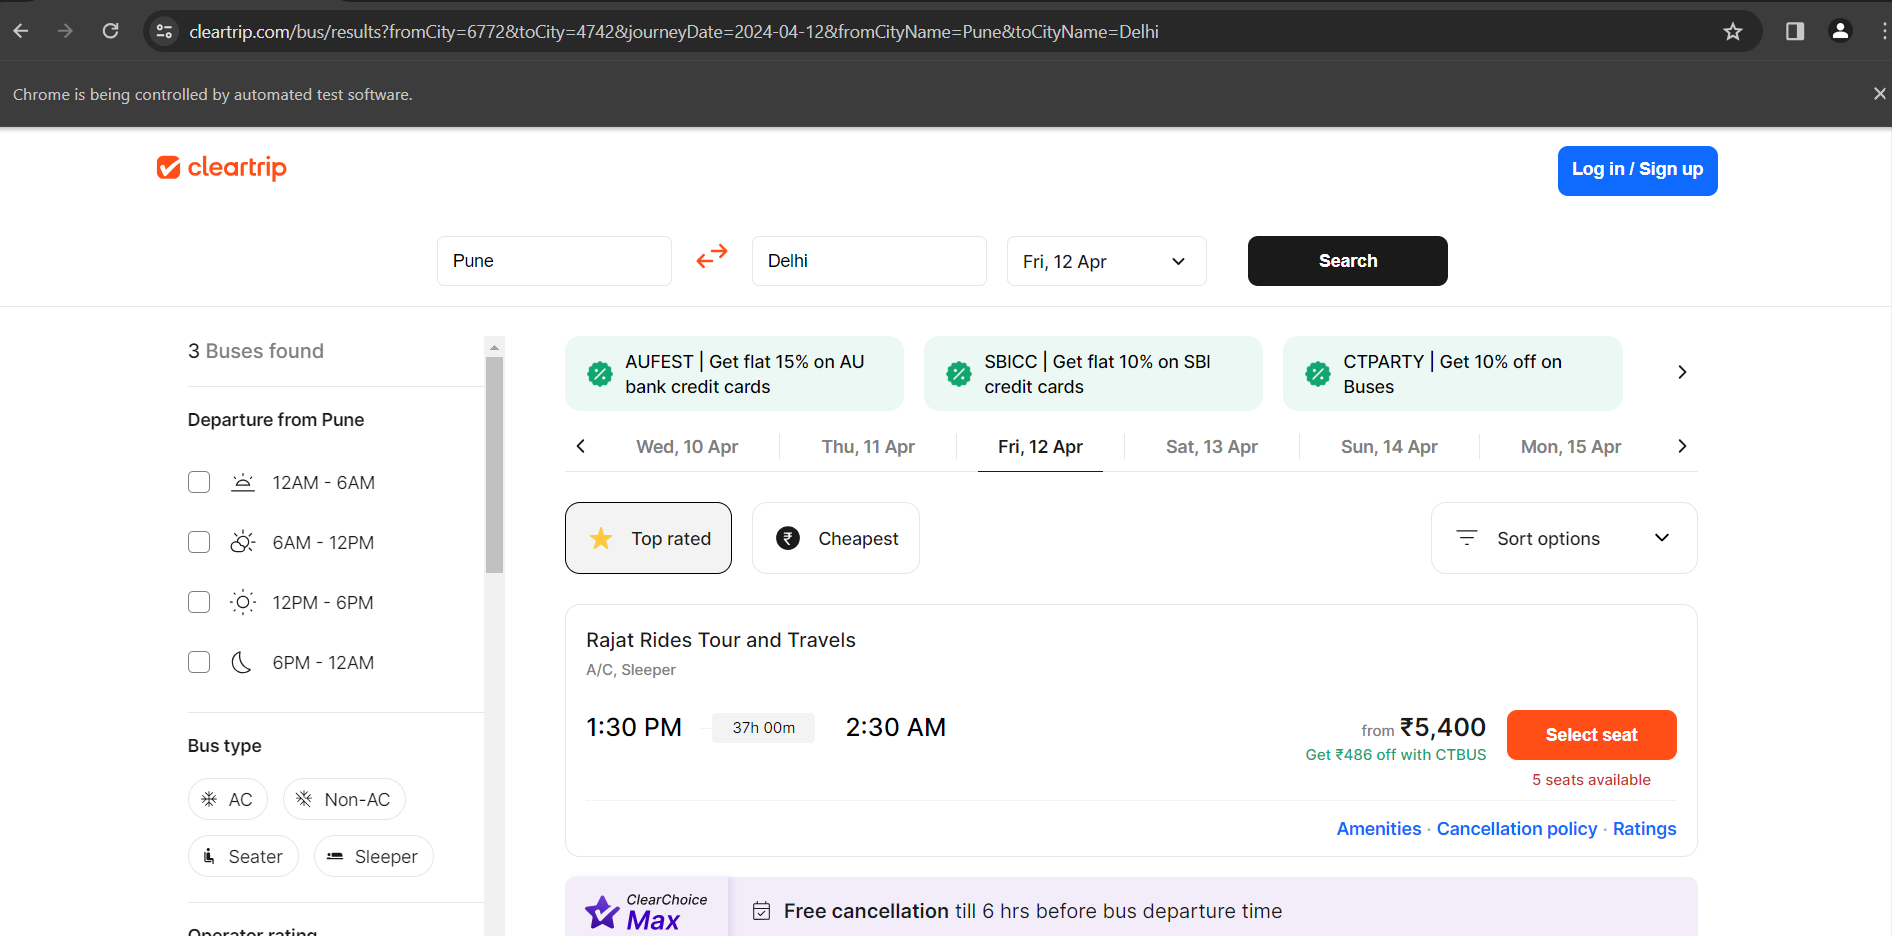 cleartrip.com/bus/results?fromCity=6772&toCity=4742&journeyDate=2024-04-12&fromCityName=Pune&toCityName=Delhi
Chrome is being controlled by automated test software.
cleartrip
Log in / Sign up
Pune
Delhi
Fri, 12 Apr
Search
3 Buses found
Departure from Pune
12AM - 6AM
6AM - 12PM
12PM - 6PM
6PM - 12AM
Bus type
AC
Non-AC
Seater
Sleeper
Operator rating
AUFEST | Get flat 15% on AU
bank credit cards
SBICC | Get flat 10% on SBI
credit cards
CTPARTY | Get 10% off on
Buses
Wed, 10 Apr
Thu, 11 Apr
Fri, 12 Apr
Sat, 13 Apr
Sun, 14 Apr
Mon, 15 Apr
Top rated
₹
Cheapest
Sort options
Rajat Rides Tour and Travels
A/C, Sleeper
1:30 PM
37h 00m
2:30 AM
from ₹5,400
Get ₹486 off with CTBUS
Select seat
5 seats available
Amenities · Cancellation policy · Ratings
ClearChoice
Max
Free cancellation till 6 hrs before bus departure time